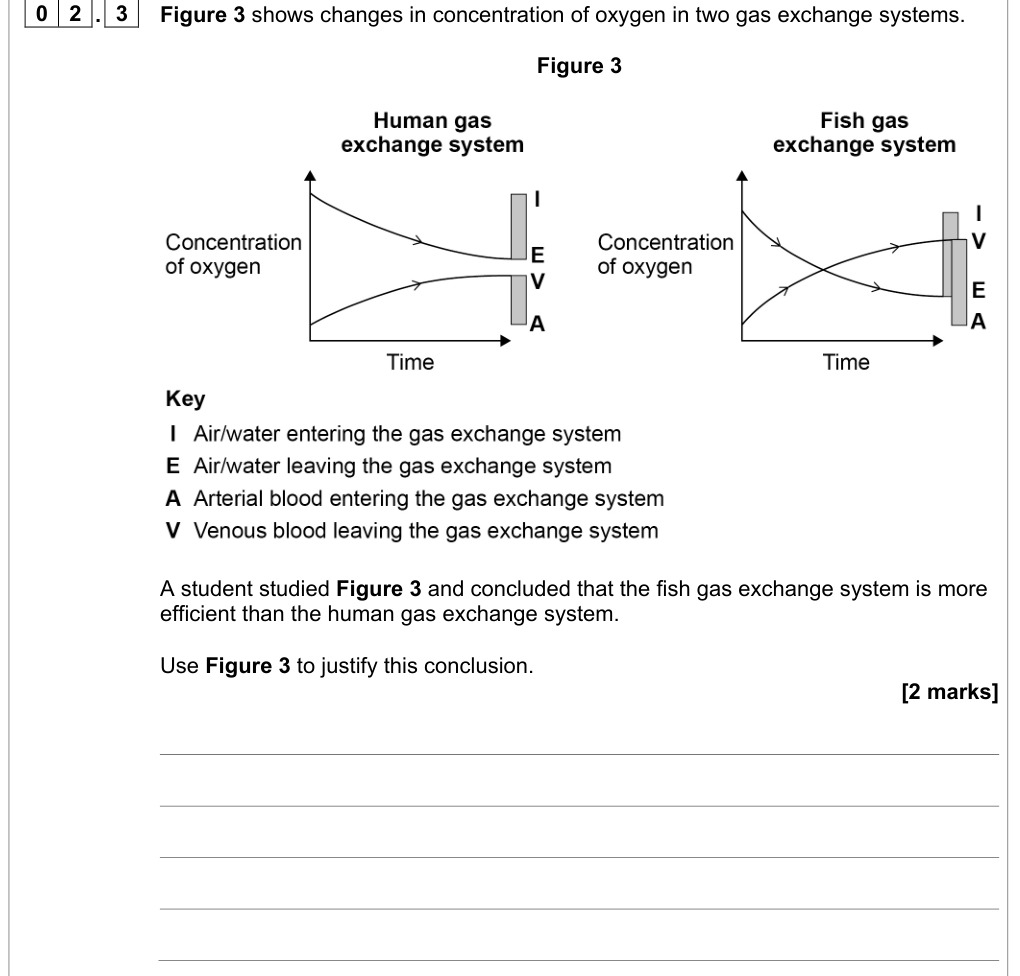 0 2 . 3 Figure 3 shows changes in concentration of oxygen in two gas exchange systems.
Figure 3
Human gas
exchange system
Concentration
of oxygen
I
E
V
A
Time
Fish gas
exchange system
Concentration
of oxygen
I
V
E
A
Time
Key
I Air/water entering the gas exchange system
E Air/water leaving the gas exchange system
A Arterial blood entering the gas exchange system
V Venous blood leaving the gas exchange system
A student studied Figure 3 and concluded that the fish gas exchange system is more
efficient than the human gas exchange system.
Use Figure 3 to justify this conclusion.
[2 marks]